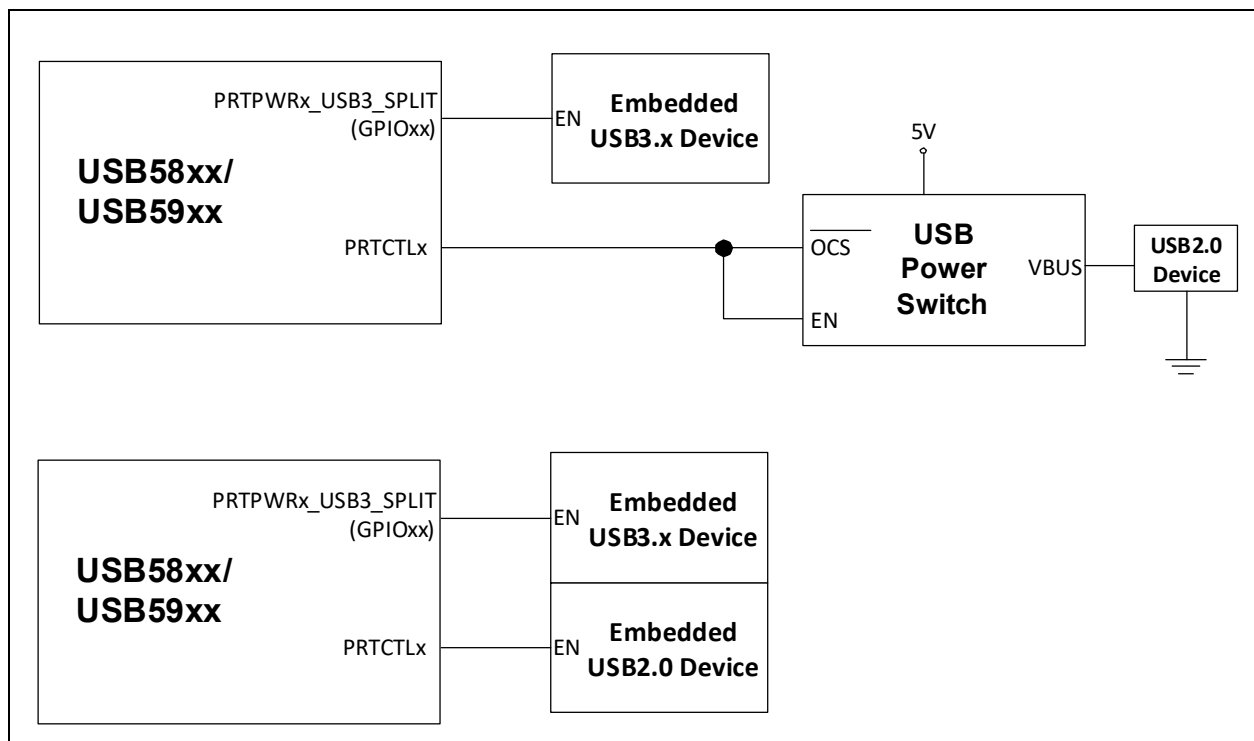 PRTPWRx_USB3_SPLIT
(GPIOxx)
USB58xx/
USB59xx
PRTCTLx
EN
Embedded
USB3.x Device
5V
OCS
EN
USB
Power
Switch
VBUS
USB2.0
Device
PRTPWRx_USB3_SPLIT
(GPIOxx)
USB58xx/
USB59xx
PRTCTLx
EN
Embedded
USB3.x Device
EN
Embedded
USB2.0 Device